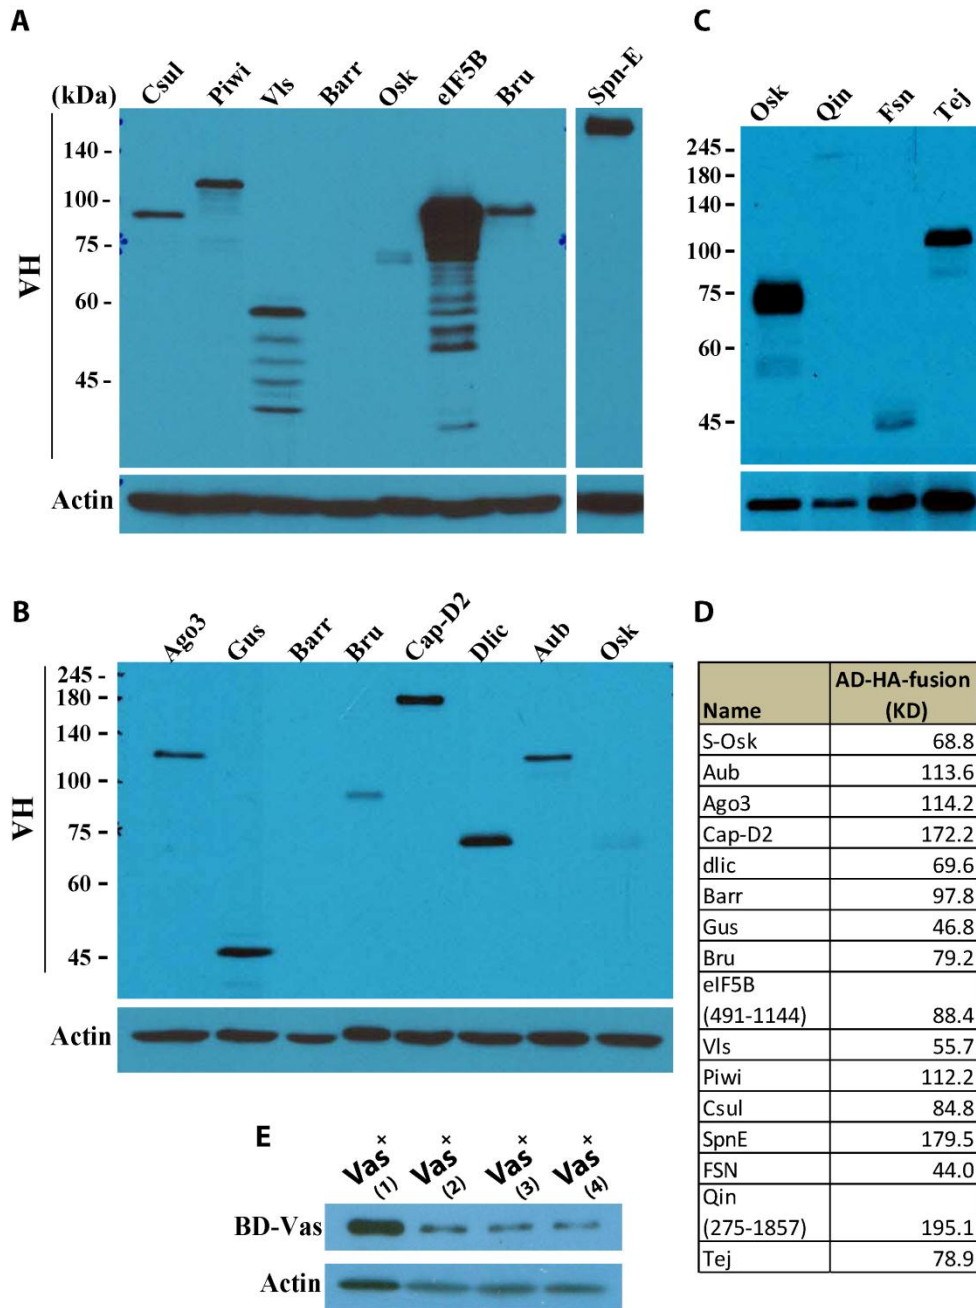 A
(kDa)
Csul Piwi Vls Barr Osk eIF5B Bru Spn-E
HA
140 -
100 -
75 -
60 -
45 -
Actin
C
Osk Qin Fsn Tej
245 -
180 -
140 -
100 -
75 -
60 -
45 -
B
Ago3 Gus Barr Bru Cap-D2 Dlic Aub Osk
HA
245 -
180 -
140 -
100 -
75 -
60 -
45 -
Actin
D
Name AD-HA-fusion (KD)
S-Osk 68.8
Aub 113.6
Ago3 114.2
Cap-D2 172.2
dlic 69.6
Barr 97.8
Gus 46.8
Bru 79.2
eIF5B
(491-1144) 88.4
Vls 55.7
Piwi 112.2
Csul 84.8
SpnE 179.5
FSN 44.0
Qin
(275-1857) 195.1
Tej 78.9
E
Vas+ (1) Vas+ (2) Vas+ (3) Vas+ (4)
BD-Vas
Actin